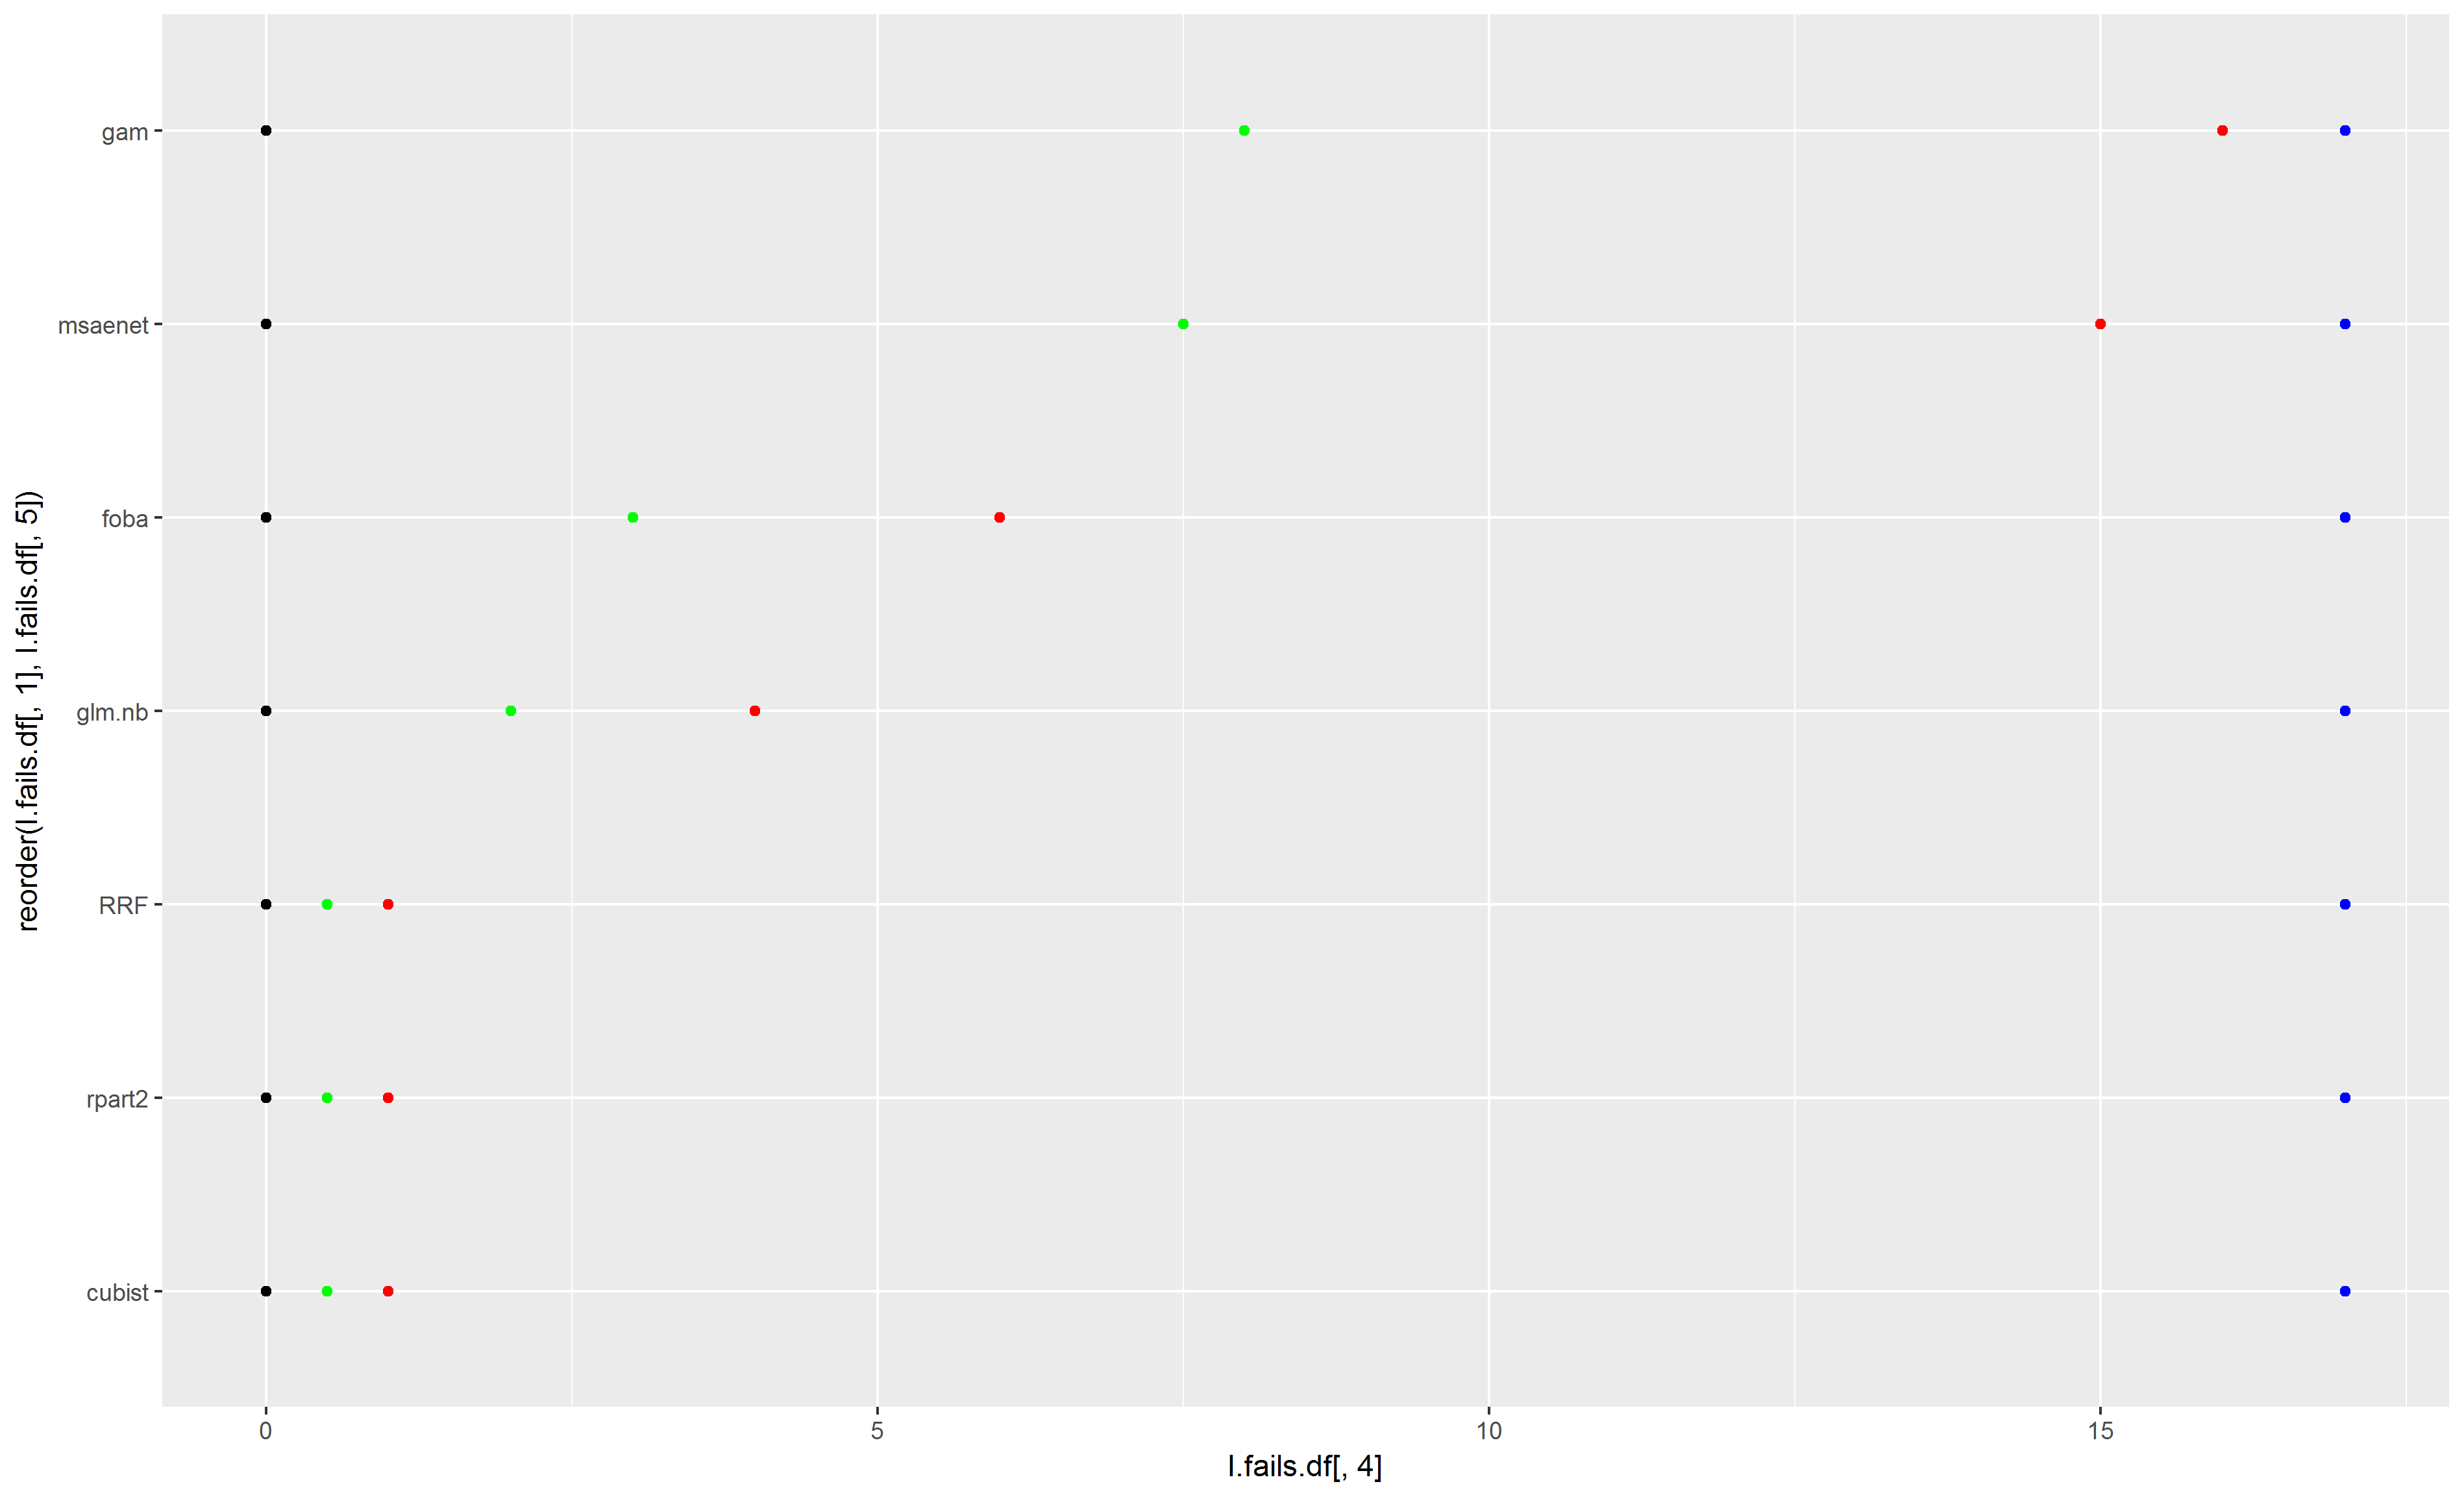 gam
msaenet
foba
glm.nb
RRF
rpart2
cubist
reorder(l.fails.df[, 1], l.fails.df[, 5])
0
5
10
15
l.fails.df[, 4]